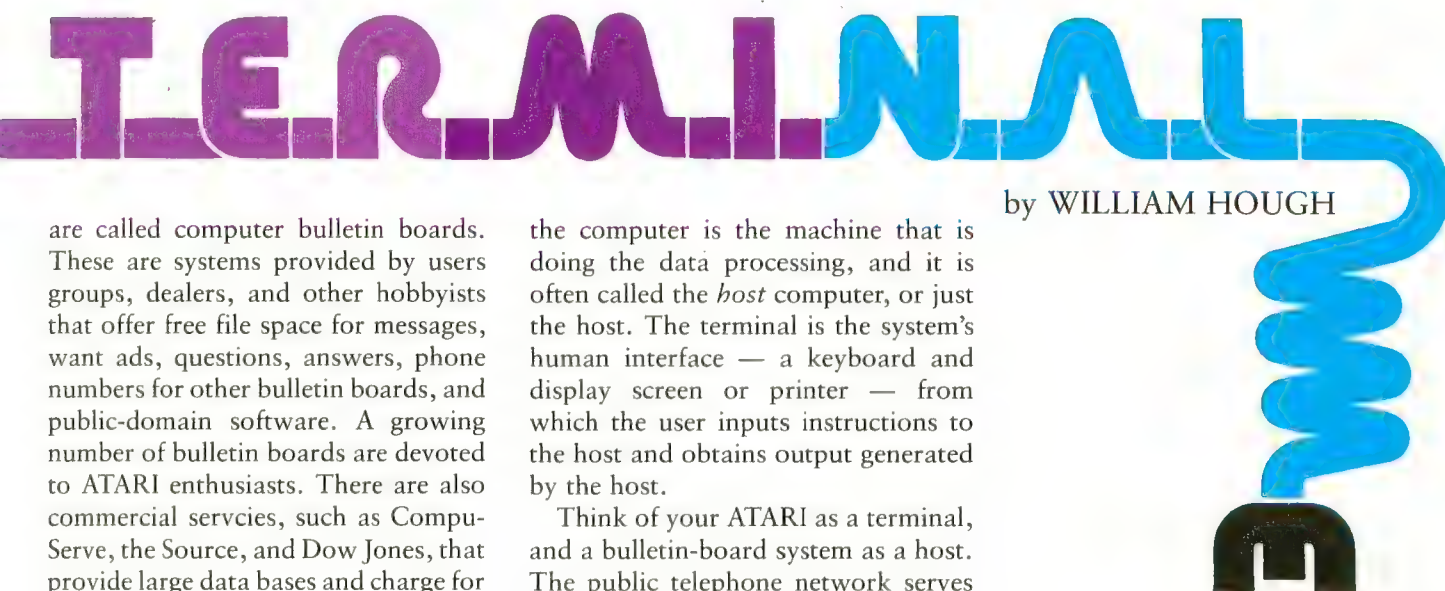 TERMINAL
by WILLIAM HOUGH
are called computer bulletin boards.
These are systems provided by users
groups, dealers, and other hobbyists
that offer free file space for messages,
want ads, questions, answers, phone
numbers for other bulletin boards, and
public-domain software. A growing
number of bulletin boards are devoted
to ATARI enthusiasts. There are also
commercial servcies, such as Compu-
Serve, the Source, and Dow Jones, that
provide large data bases and charge for
the computer is the machine that is
doing the data processing, and it is
often called the host computer, or just
the host. The terminal is the system's
human interface — a keyboard and
display screen or printer — from
which the user inputs instructions to
the host and obtains output generated
by the host.
Think of your ATARI as a terminal,
and a bulletin-board system as a host.
The public telephone network serves